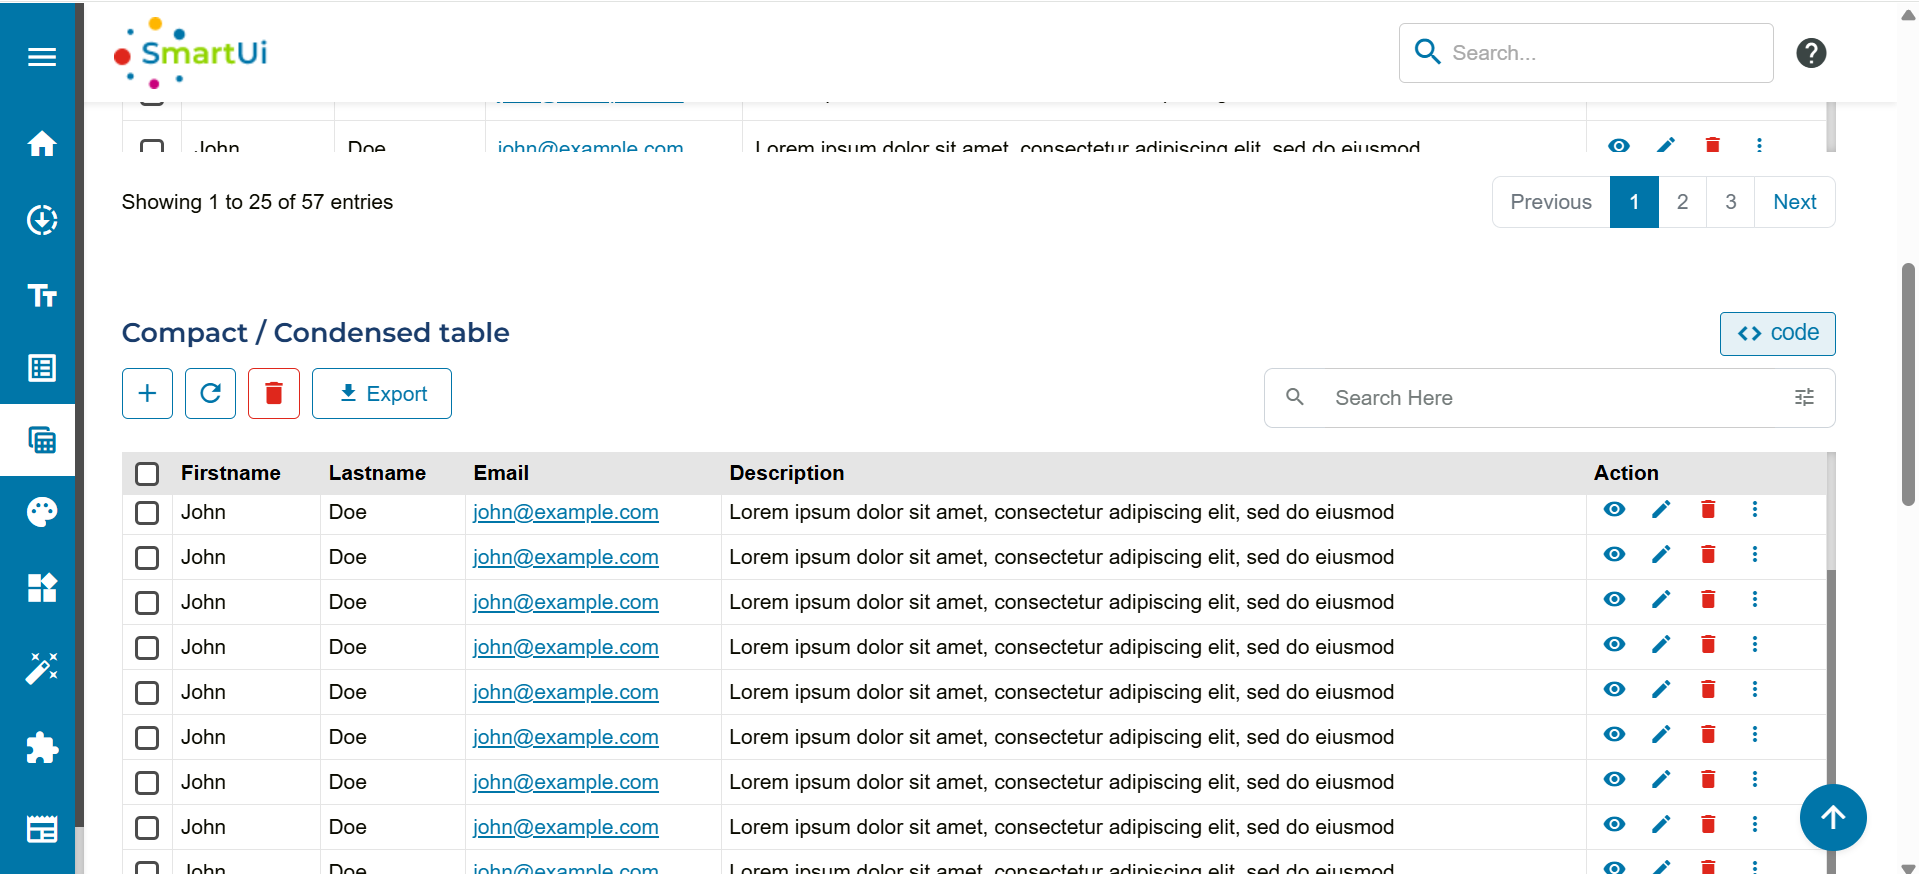 SmartUi
Search...
John Doe john@example.com Lorem ipsum dolor sit amet, consectetur adipiscing elit, sed do eiusmod
Showing 1 to 25 of 57 entries
Previous 1 2 3 Next
Compact / Condensed table
<> code
Export
Search Here
Firstname Lastname Email Description Action
John Doe john@example.com Lorem ipsum dolor sit amet, consectetur adipiscing elit, sed do eiusmod
John Doe john@example.com Lorem ipsum dolor sit amet, consectetur adipiscing elit, sed do eiusmod
John Doe john@example.com Lorem ipsum dolor sit amet, consectetur adipiscing elit, sed do eiusmod
John Doe john@example.com Lorem ipsum dolor sit amet, consectetur adipiscing elit, sed do eiusmod
John Doe john@example.com Lorem ipsum dolor sit amet, consectetur adipiscing elit, sed do eiusmod
John Doe john@example.com Lorem ipsum dolor sit amet, consectetur adipiscing elit, sed do eiusmod
John Doe john@example.com Lorem ipsum dolor sit amet, consectetur adipiscing elit, sed do eiusmod
John Doe john@example.com Lorem ipsum dolor sit amet, consectetur adipiscing elit, sed do eiusmod
John Doe john@example.com Lorem ipsum dolor sit amet, consectetur adipiscing elit, sed do eiusmod